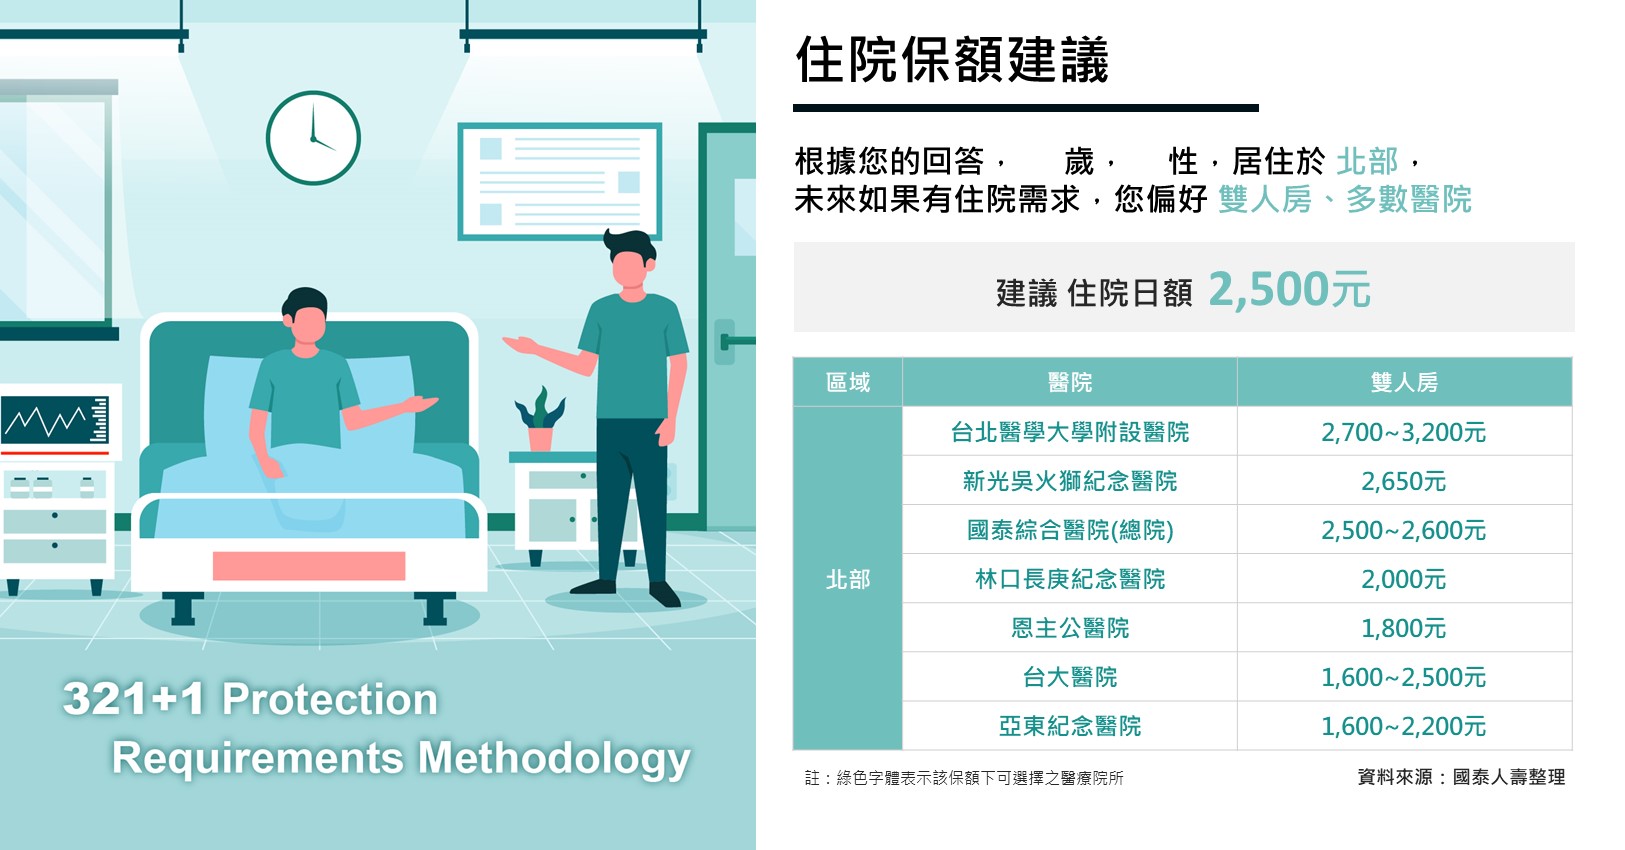 321+1 Protection
Requirements Methodology
住院保額建議
根據您的回答， 歲， 性，居住於 北部，
未來如果有住院需求，您偏好 雙人房、多數醫院
建議 住院日額 2,500元
區域 醫院 雙人房
北部
台北醫學大學附設醫院 2,700~3,200元
新光吳火獅紀念醫院 2,650元
國泰綜合醫院(總院) 2,500~2,600元
林口長庚紀念醫院 2,000元
恩主公醫院 1,800元
台大醫院 1,600~2,500元
亞東紀念醫院 1,600~2,200元
註：綠色字體表示該保額下可選擇之醫療院所
資料來源：國泰人壽整理